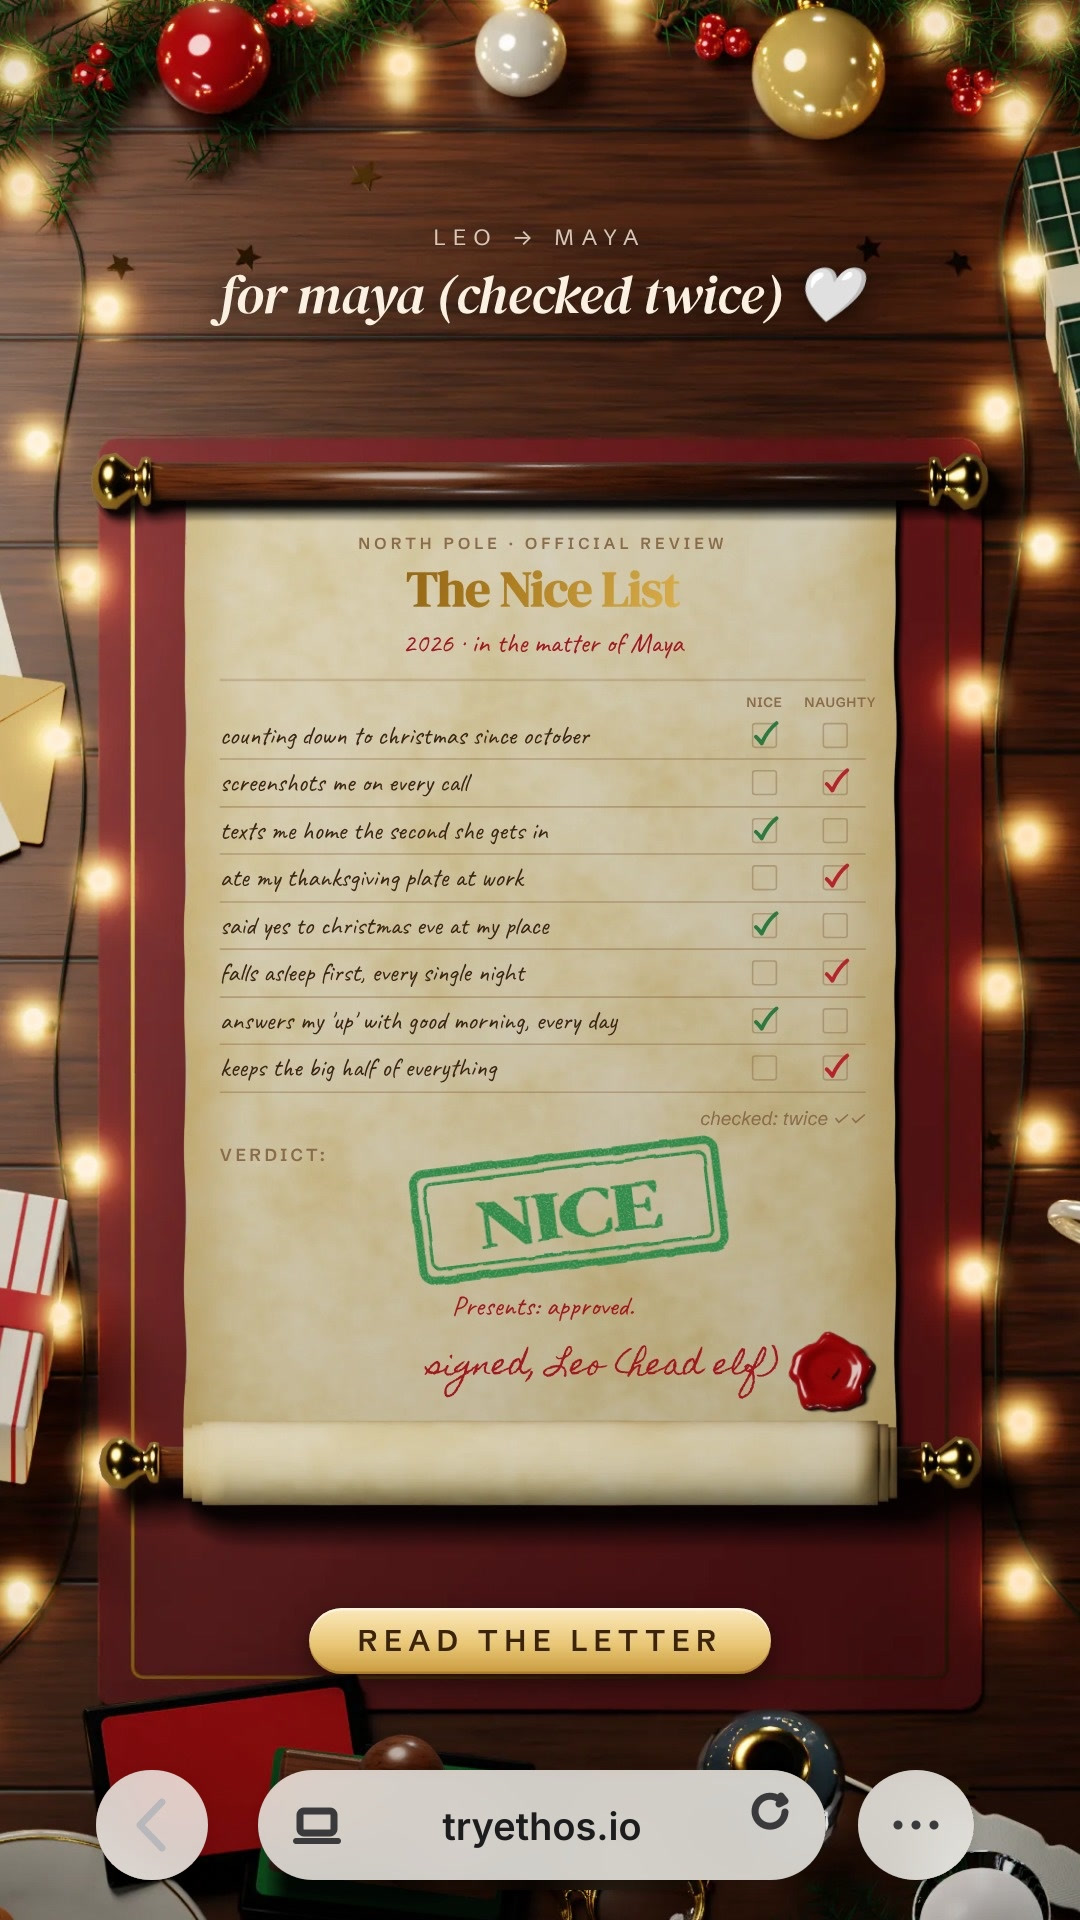 LEO → MAYA
for maya (checked twice) 🤍
NORTH POLE · OFFICIAL REVIEW
The Nice List
2026 · in the matter of Maya
NICE NAUGHTY
counting down to christmas since october
screenshots me on every call
texts me home the second she gets in
ate my thanksgiving plate at work
said yes to christmas eve at my place
falls asleep first, every single night
answers my 'up' with good morning, every day
keeps the big half of everything
checked: twice ✓✓
VERDICT:
NICE
Presents: approved.
signed, Leo (head elf)
READ THE LETTER
tryethos.io